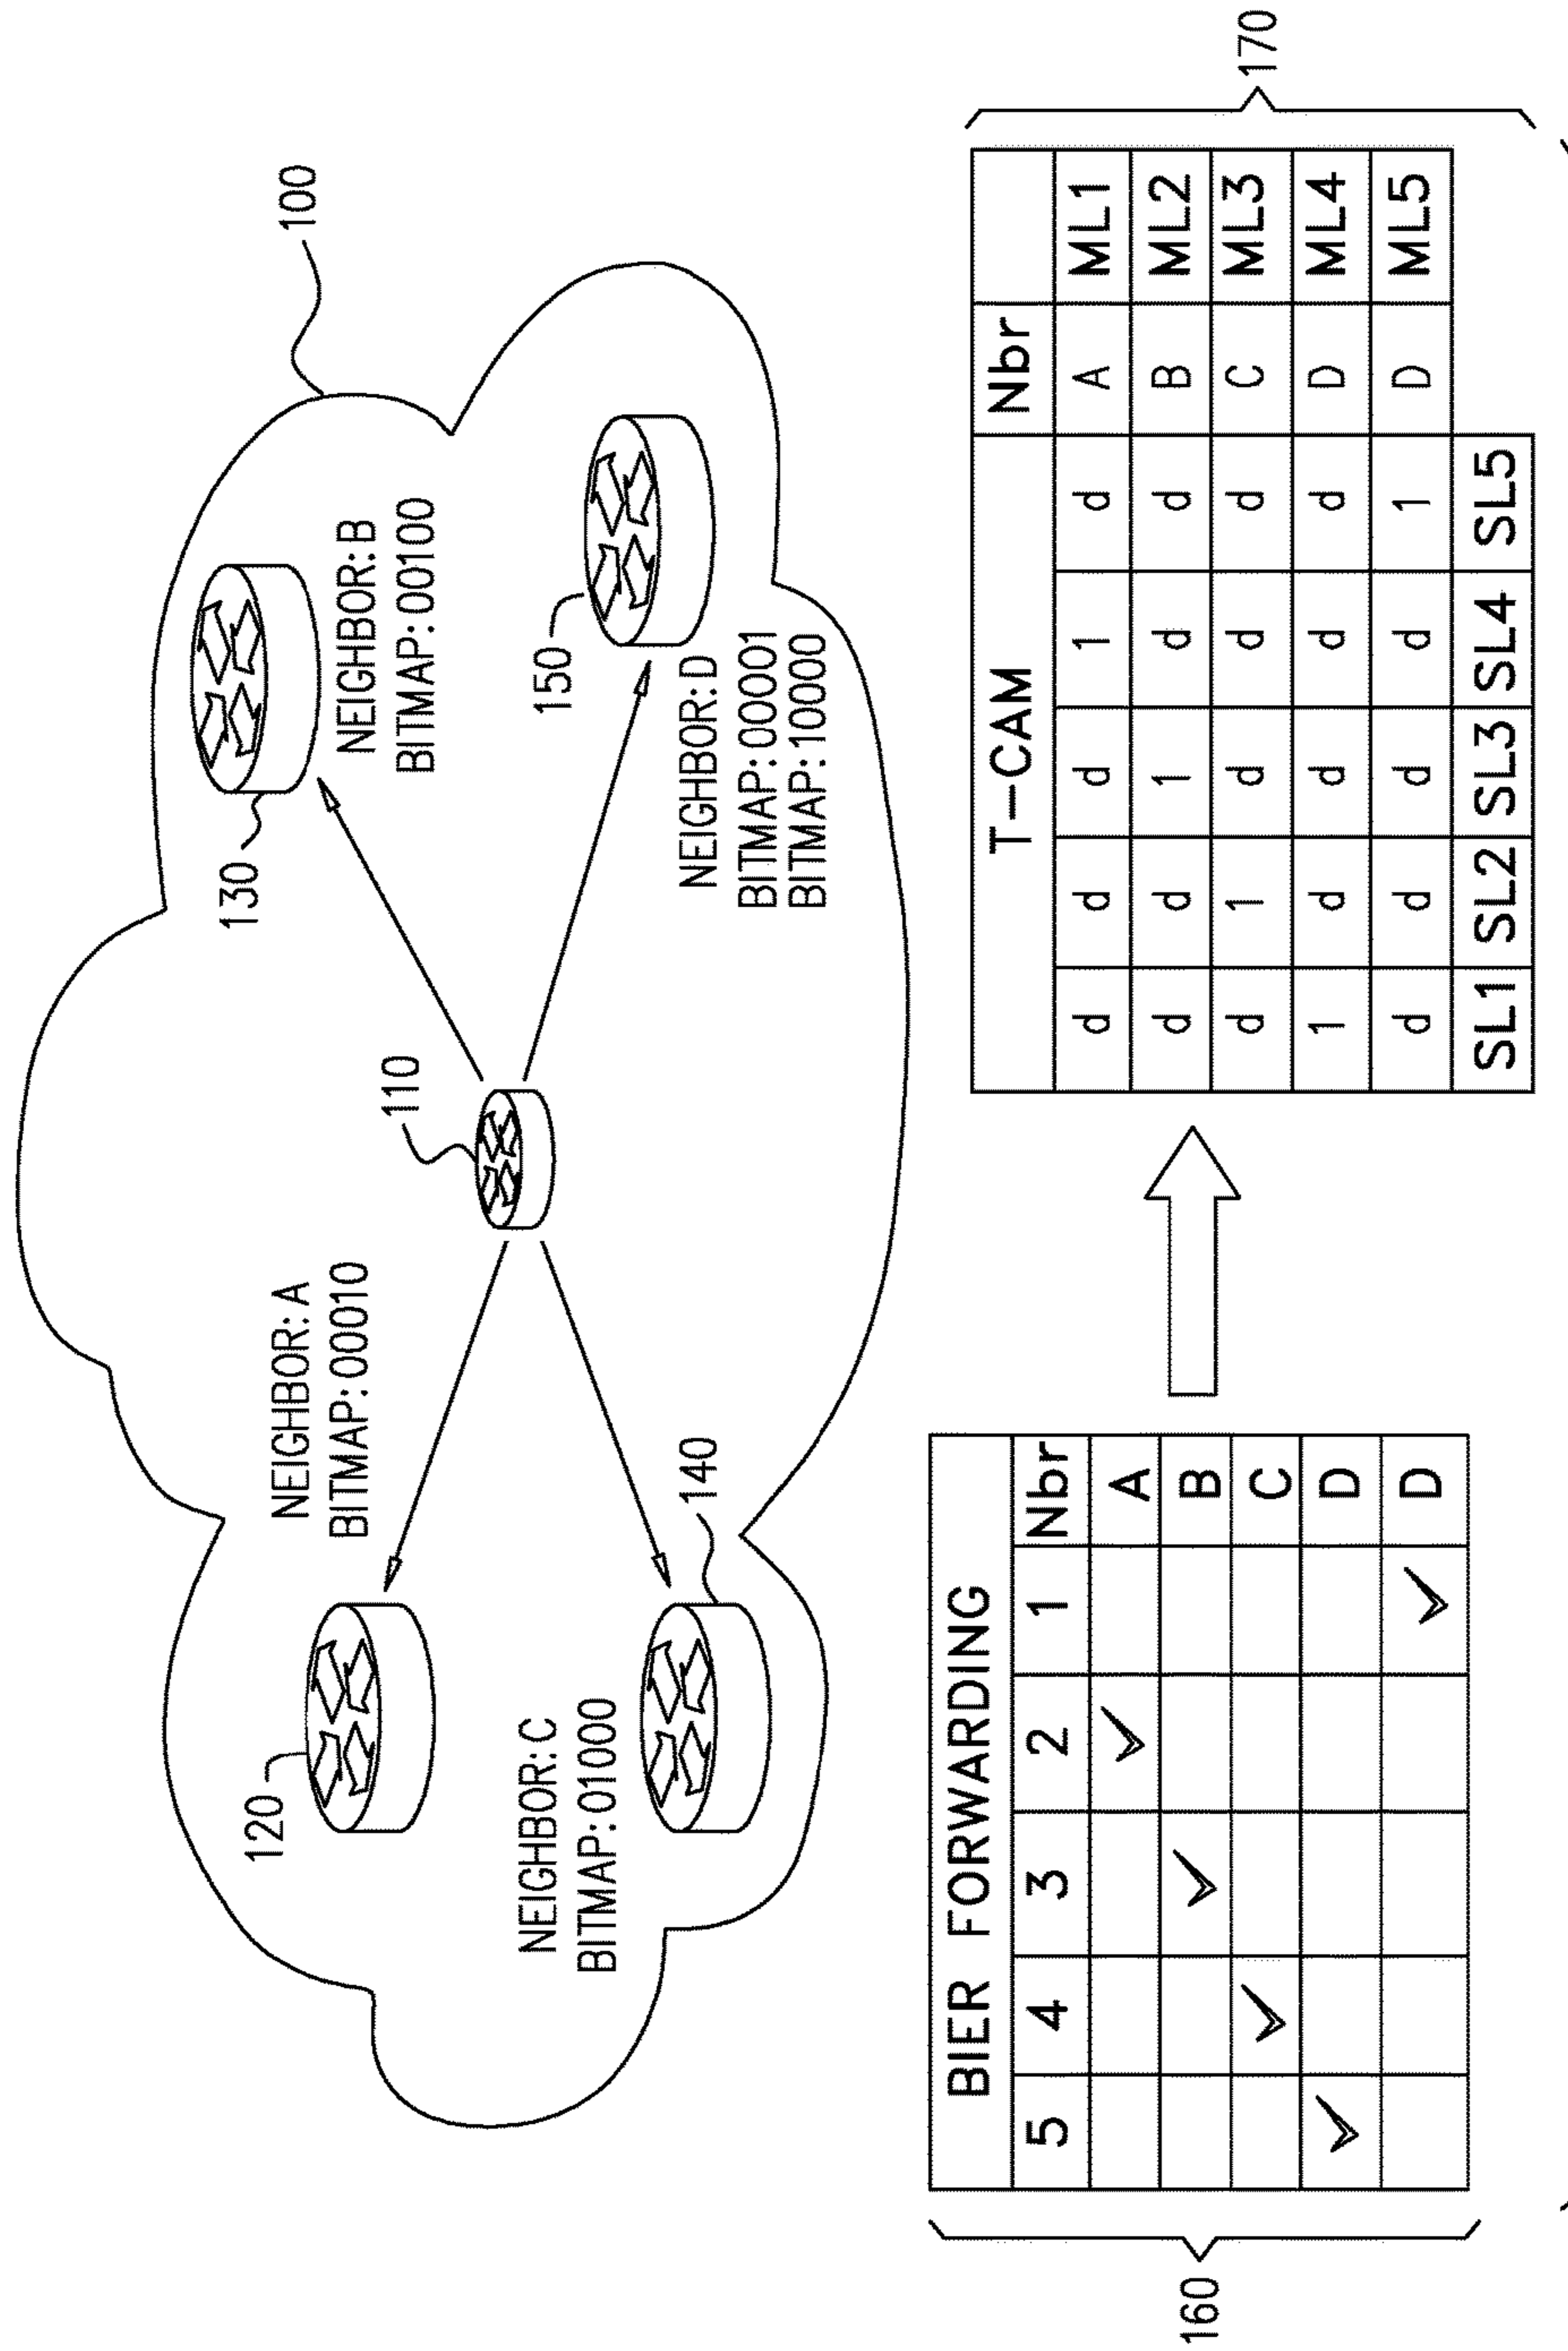 100
130
NEIGHBOR: B
BITMAP: 00100
110
150
NEIGHBOR: A
BITMAP: 00010
NEIGHBOR: D
BITMAP: 00001
BITMAP: 10000
120
NEIGHBOR: C
BITMAP: 01000
140
BIER FORWARDING
5 4 3 2 1 Nbr
A
B
C
D
D
160
T-CAM Nbr
d d d 1 d A ML1
d d 1 d d B ML2
d 1 d d d C ML3
1 d d d d D ML4
d d d d 1 D ML5
SL1 SL2 SL3 SL4 SL5
170